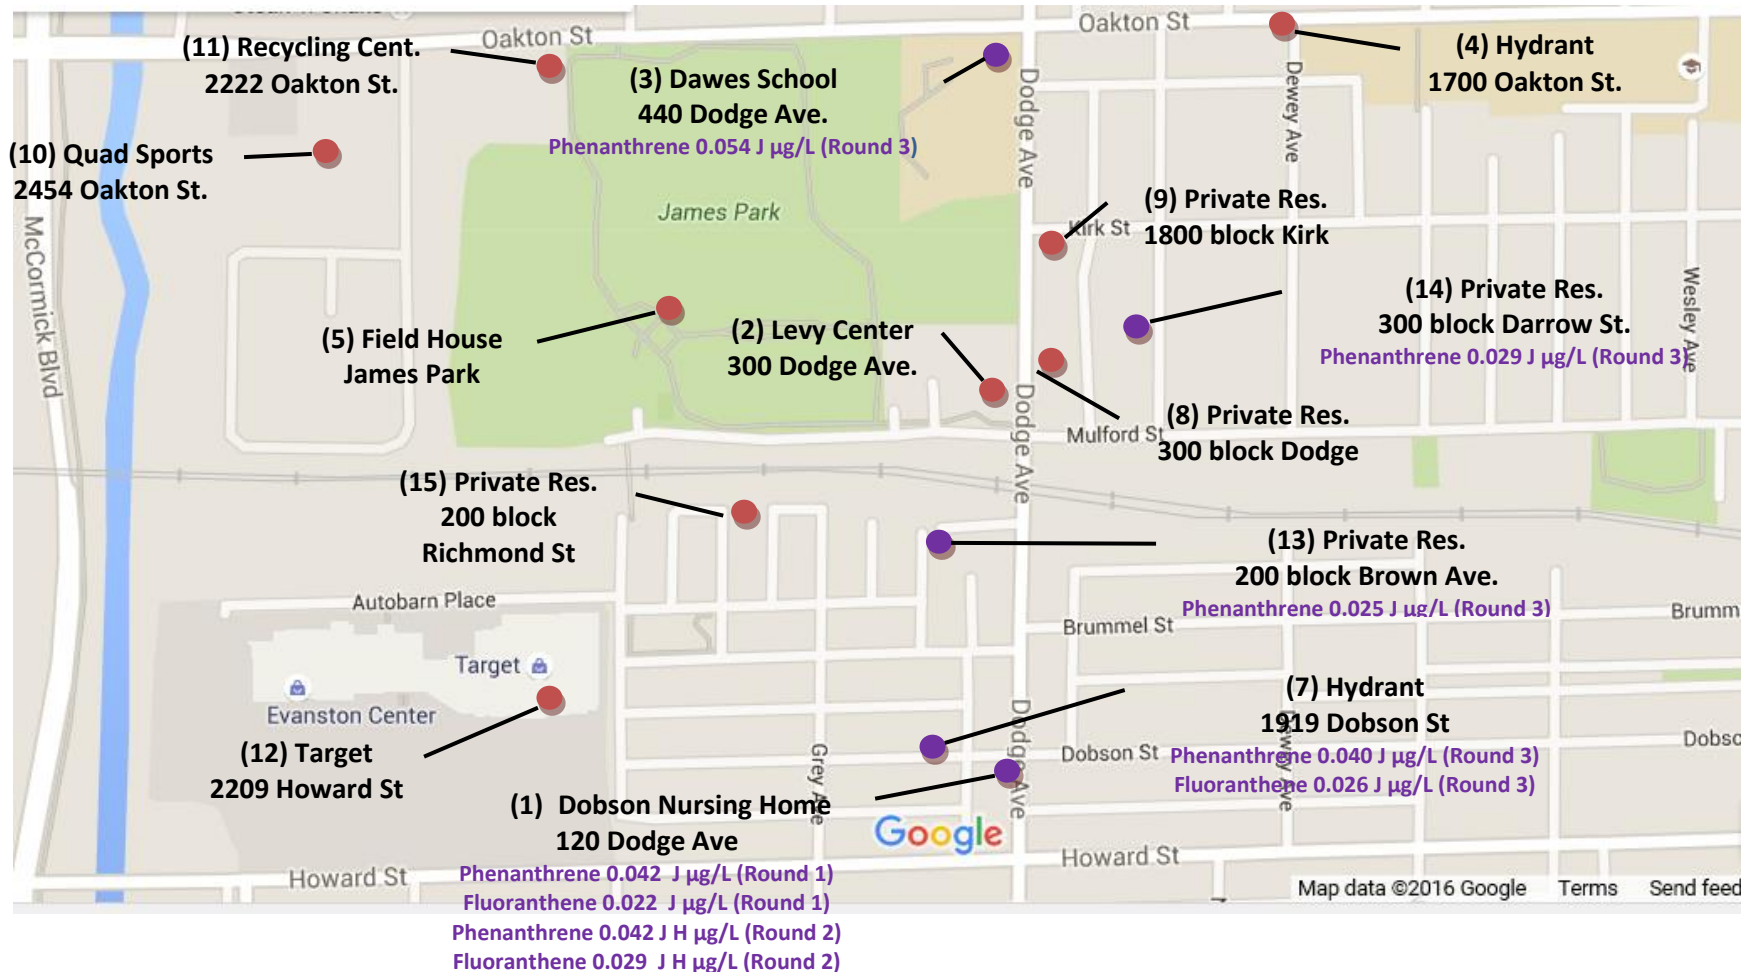 Oakton St
Oakton St
(11) Recycling Cent.
2222 Oakton St.
(3) Dawes School
440 Dodge Ave.
Phenanthrene 0.054 J µg/L (Round 3)
(4) Hydrant
1700 Oakton St.
Dodge Ave
Dewey Ave
(10) Quad Sports
2454 Oakton St.
McCormick Blvd
James Park
(9) Private Res.
1800 block Kirk
Kirk St
(14) Private Res.
300 block Darrow St.
Phenanthrene 0.029 J µg/L (Round 3)
Wesley Ave
(5) Field House
James Park
(2) Levy Center
300 Dodge Ave.
Dodge Ave
(8) Private Res.
300 block Dodge
Mulford St
(15) Private Res.
200 block
Richmond St
(13) Private Res.
200 block Brown Ave.
Phenanthrene 0.025 J µg/L (Round 3)
Autobarn Place
Brummel St
Brumm
Target
Evanston Center
(12) Target
2209 Howard St
(7) Hydrant
1919 Dobson St
Phenanthrene 0.040 J µg/L (Round 3)
Fluoranthene 0.026 J µg/L (Round 3)
Dodge Ave
Dobson St
Dobsc
Dewey Ave
Grey Ave
(1) Dobson Nursing Home
120 Dodge Ave
Phenanthrene 0.042 J µg/L (Round 1)
Fluoranthene 0.022 J µg/L (Round 1)
Phenanthrene 0.042 J H µg/L (Round 2)
Fluoranthene 0.029 J H µg/L (Round 2)
Google
Howard St
Howard St
Map data ©2016 Google Terms Send feed